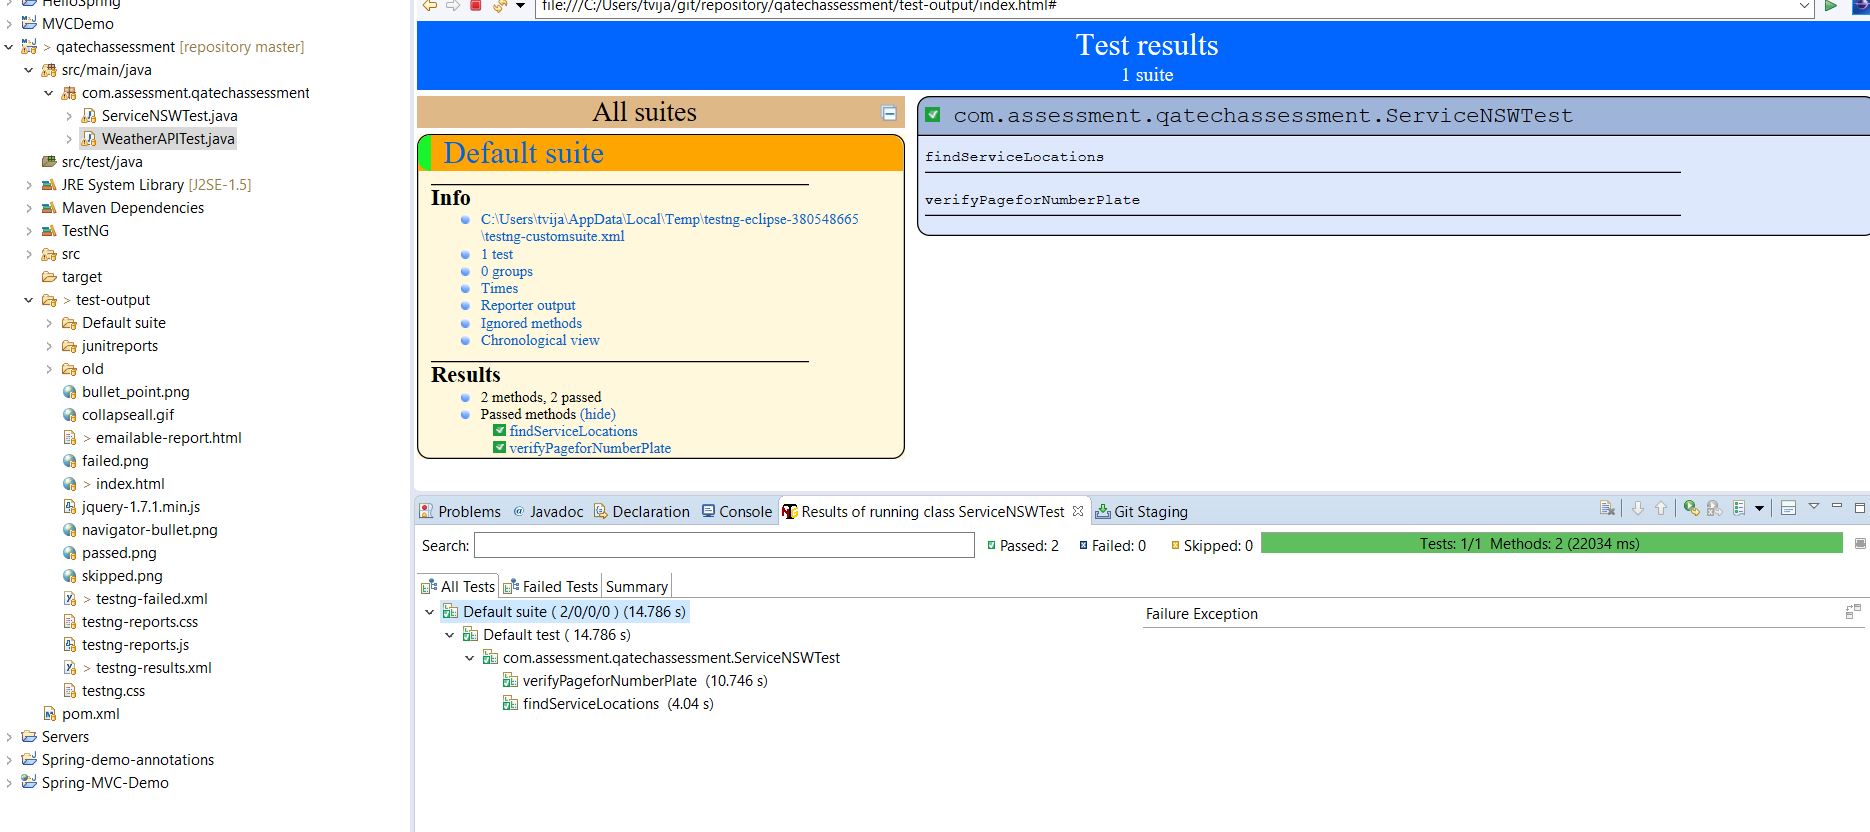 HelloSpring
MVCDemo
> qatechassessment [repository master]
src/main/java
com.assessment.qatechassessment
ServiceNSWTest.java
WeatherAPITest.java
src/test/java
JRE System Library [J2SE-1.5]
Maven Dependencies
TestNG
src
target
> test-output
Default suite
junitreports
old
bullet_point.png
collapseall.gif
> emailable-report.html
failed.png
> index.html
jquery-1.7.1.min.js
navigator-bullet.png
passed.png
skipped.png
> testng-failed.xml
testng-reports.css
testng-reports.js
> testng-results.xml
testng.css
pom.xml
Servers
Spring-demo-annotations
Spring-MVC-Demo
file:///C:/Users/tvija/git/repository/qatechassessment/test-output/index.html#
Test results
1 suite
All suites
Default suite
Info
C:\Users\tvija\AppData\Local\Temp\testng-eclipse-380548665
\testng-customsuite.xml
1 test
0 groups
Times
Reporter output
Ignored methods
Chronological view
Results
2 methods, 2 passed
Passed methods (hide)
findServiceLocations
verifyPageforNumberPlate
com.assessment.qatechassessment.ServiceNSWTest
findServiceLocations
verifyPageforNumberPlate
Problems @ Javadoc Declaration Console Results of running class ServiceNSWTest Git Staging
Search: Passed: 2 Failed: 0 Skipped: 0 Tests: 1/1 Methods: 2 (22034 ms)
All Tests Failed Tests Summary
Default suite ( 2/0/0/0 ) (14.786 s)
Default test ( 14.786 s)
com.assessment.qatechassessment.ServiceNSWTest
verifyPageforNumberPlate (10.746 s)
findServiceLocations (4.04 s)
Failure Exception